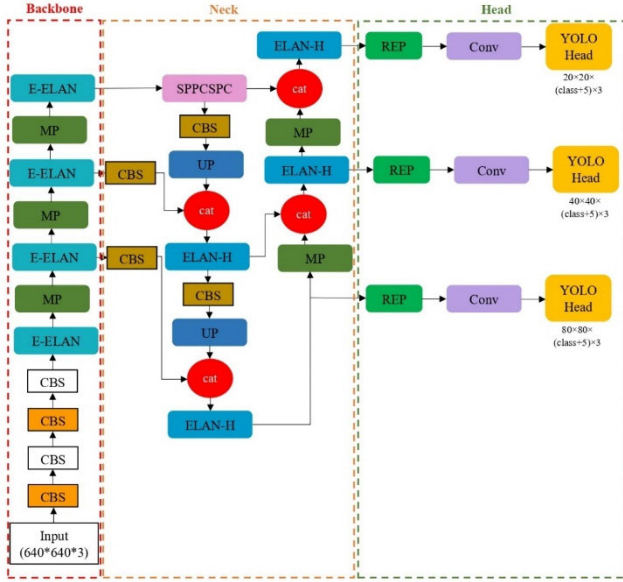 Backbone
Neck
Head
E-ELAN
MP
E-ELAN
MP
E-ELAN
MP
E-ELAN
CBS
CBS
CBS
CBS
Input
(640*640*3)
CBS
CBS
SPPCSPC
CBS
UP
cat
ELAN-H
CBS
UP
cat
ELAN-H
ELAN-H
cat
MP
ELAN-H
cat
MP
REP
Conv
YOLO
Head
20×20×
(class+5)×3
REP
Conv
YOLO
Head
40×40×
(class+5)×3
REP
Conv
YOLO
Head
80×80×
(class+5)×3